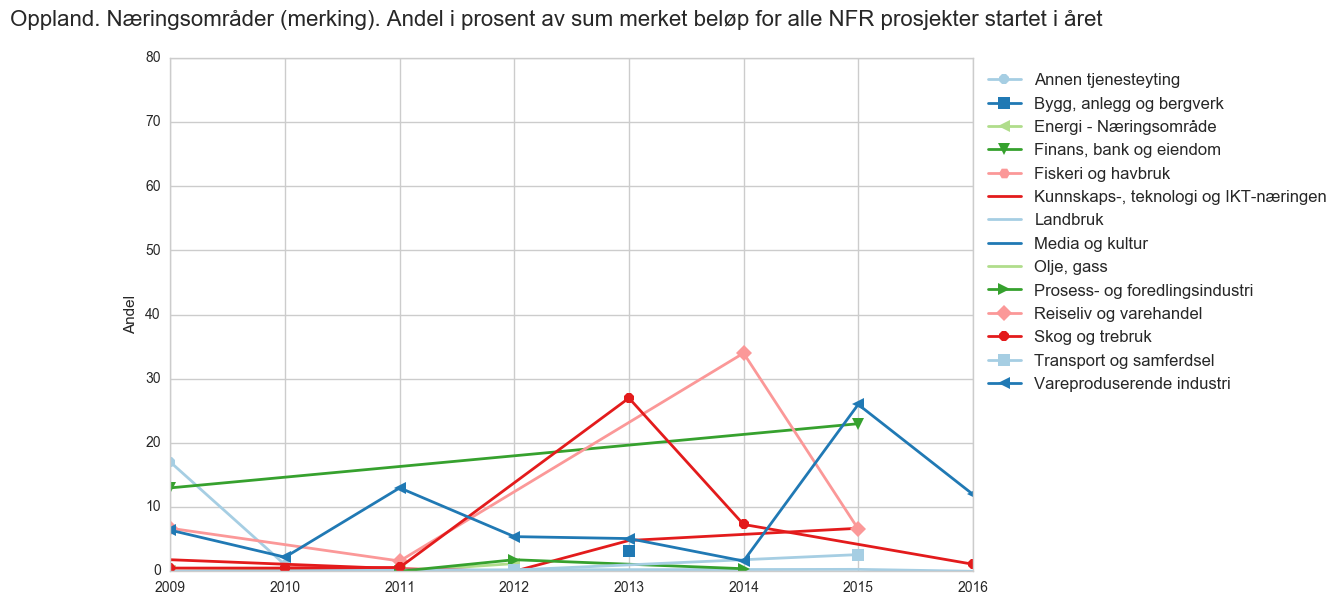 Oppland. Næringsområder (merking). Andel i prosent av sum merket beløp for alle NFR prosjekter startet i året
80
70
60
50
40
30
20
10
0
Andel
2009 2010 2011 2012 2013 2014 2015 2016
Annen tjenesteyting
Bygg, anlegg og bergverk
Energi - Næringsområde
Finans, bank og eiendom
Fiskeri og havbruk
Kunnskaps-, teknologi og IKT-næringen
Landbruk
Media og kultur
Olje, gass
Prosess- og foredlingsindustri
Reiseliv og varehandel
Skog og trebruk
Transport og samferdsel
Vareproduserende industri